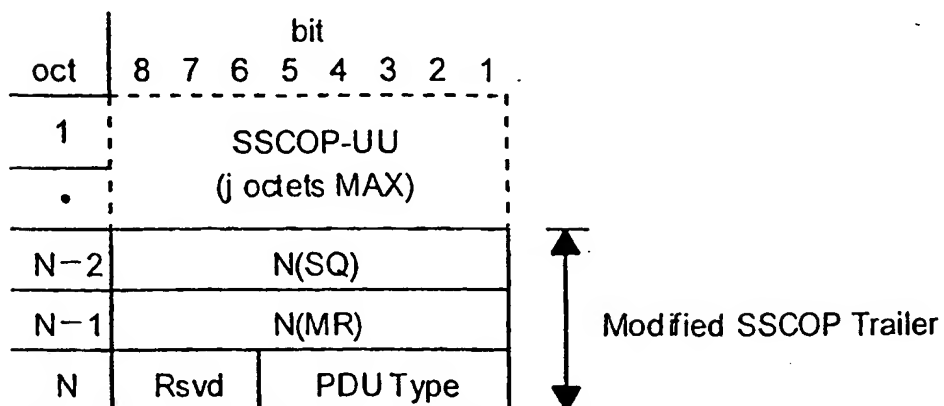 bit
oct 8 7 6 5 4 3 2 1
1 SSCOP-UU
• (j octets MAX)
N-2 N(SQ)
N-1 N(MR) Modified SSCOP Trailer
N Rsvd PDU Type